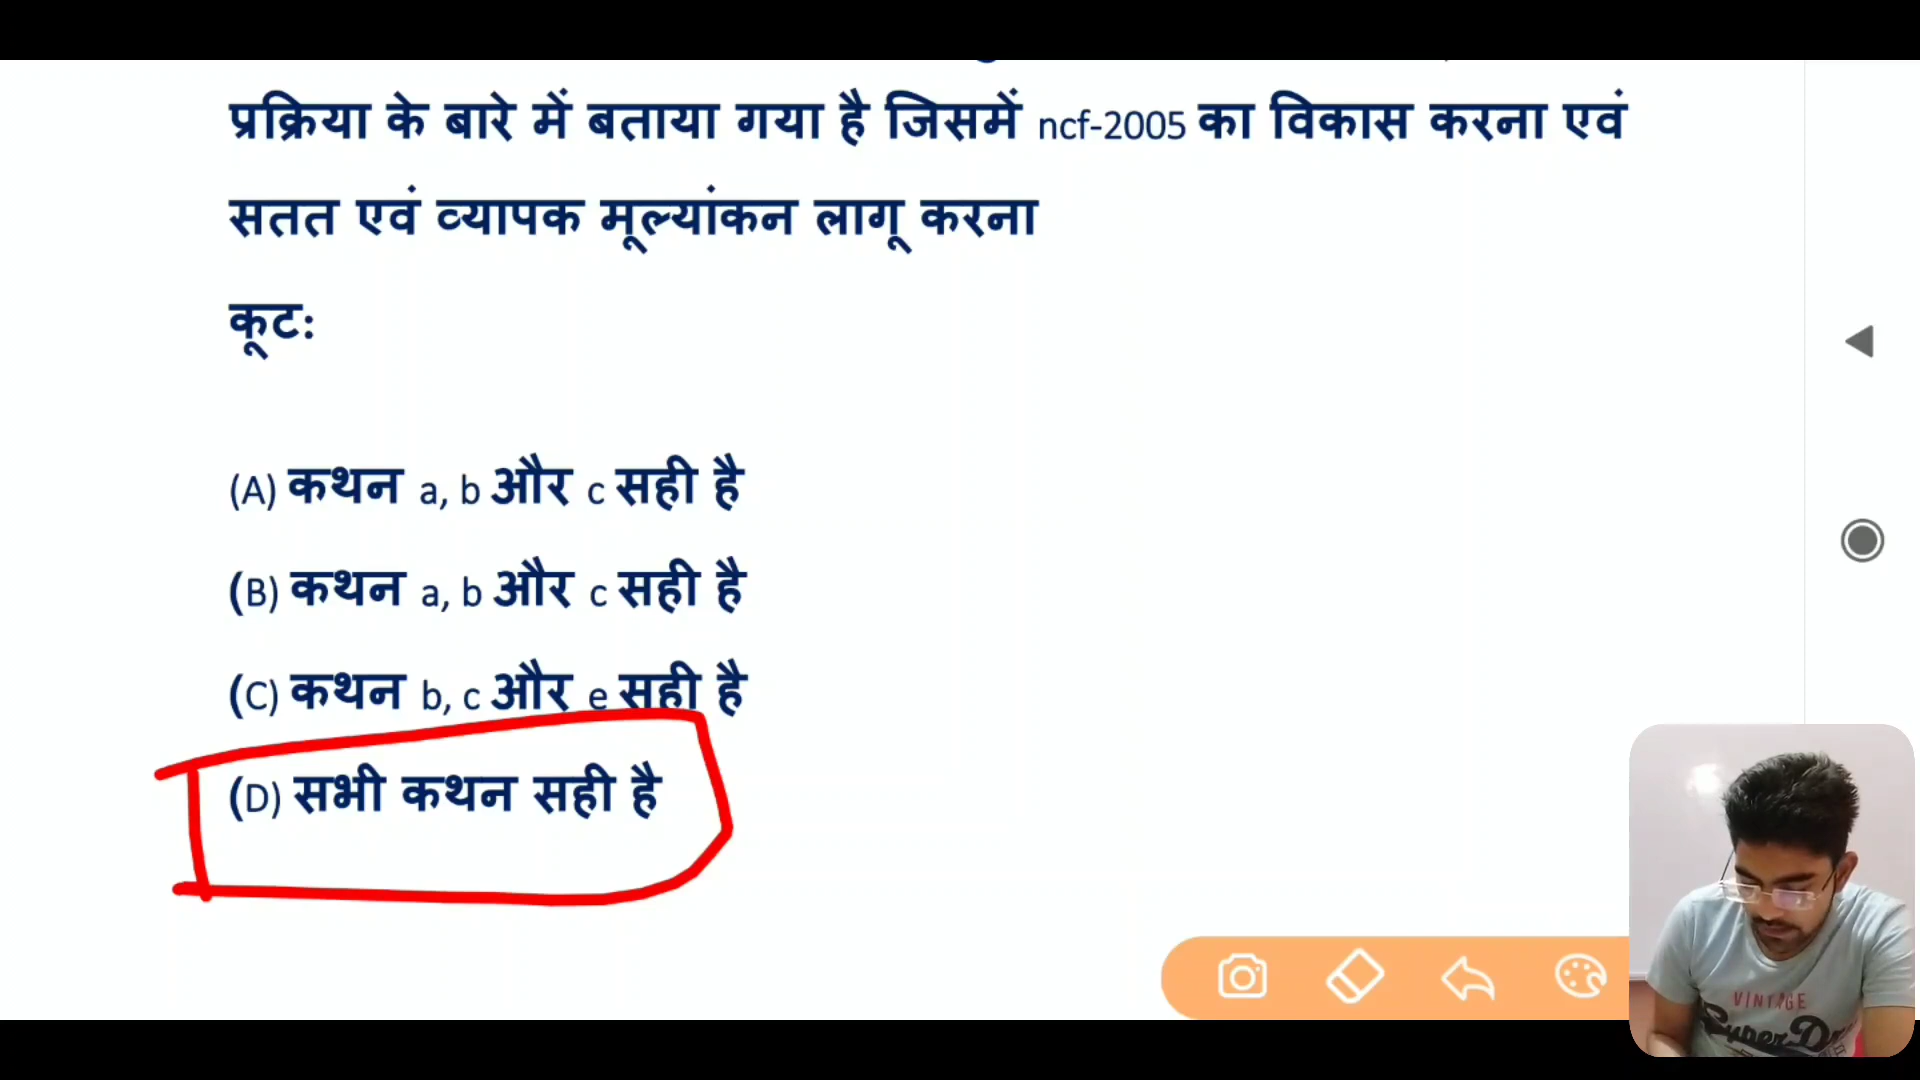 प्रक्रिया के बारे में बताया गया है जिसमें ncf-2005 का विकास करना एवं
सतत एवं व्यापक मूल्यांकन लागू करना
कूट:
(A) कथन a, b और c सही है
(B) कथन a, b और c सही है
(C) कथन b, c और e सही है
(D) सभी कथन सही है
VINTAGE